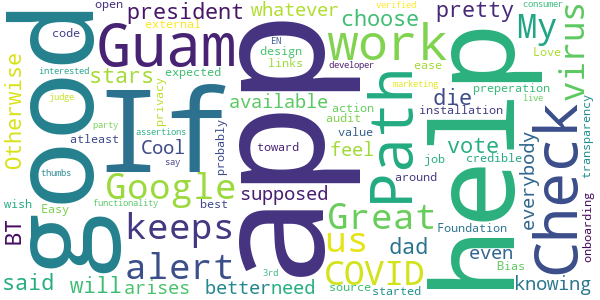 open
verified
consumer
president
whatever
external
choose
pretty
code
EN
developer
My
Guam
work
interested
stars
expected
design
links
ease
Love
virus
Otherwise
good
If
app
Path
help
judge
privacy
available
action
audit
marketing
die
preperation
installation
live
party
assertions
Cool
toward
value
vote
check
transparency
atleast
say
probably
feel
job
credible
everybody
thumbs
Google
supposed
around
wish
Easy
functionality
best
Great
Foundation
onboarding
BT
keeps
us
dad
even
Bias
said
will
arises
alert
better
need
COVID
knowing
3rd
source
started